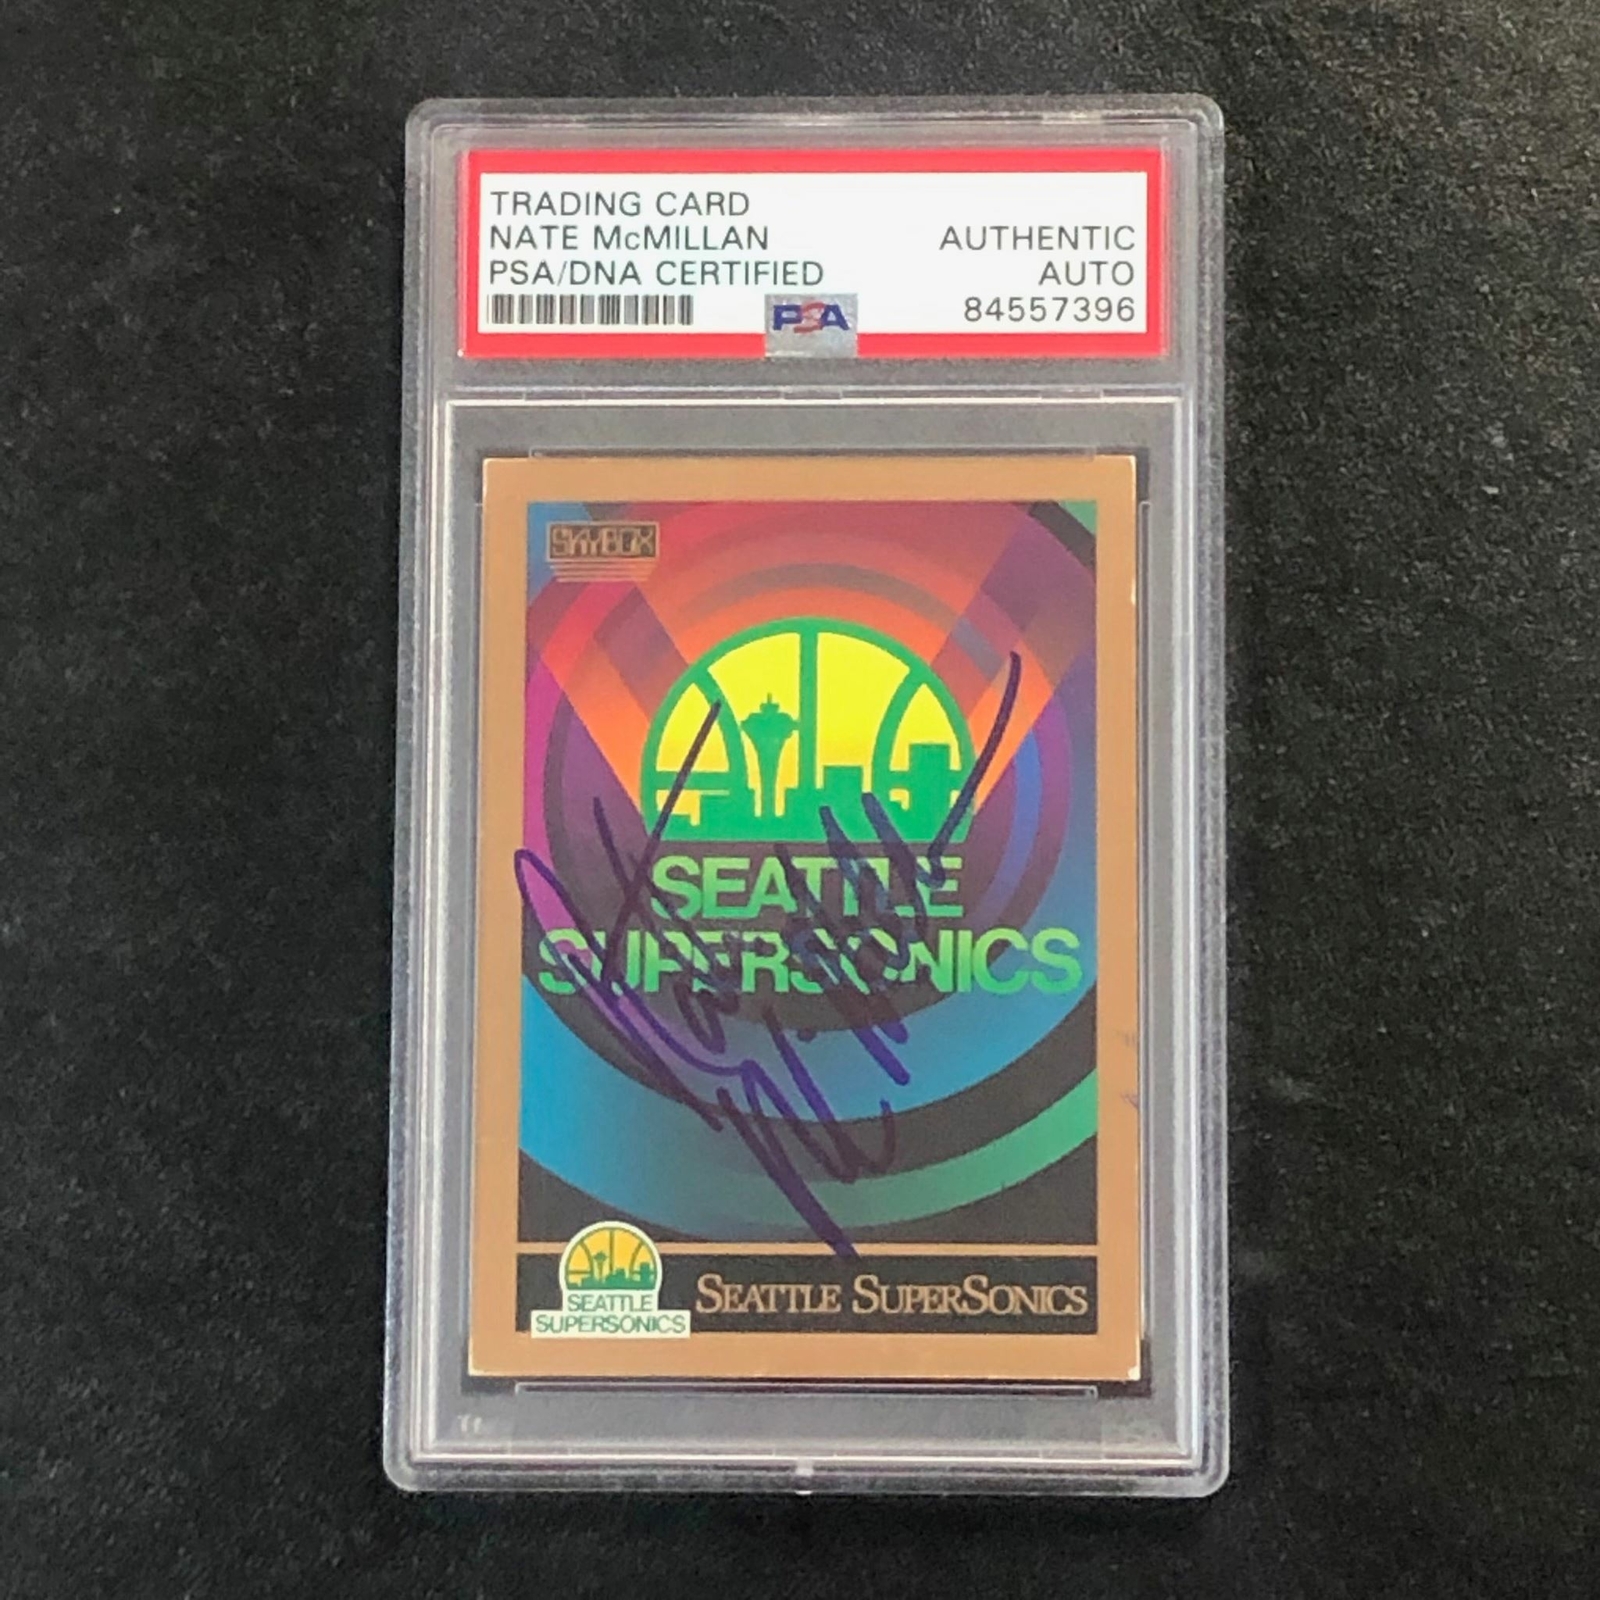 TRADING CARD
NATE McMILLAN
PSA/DNA CERTIFIED
AUTHENTIC
AUTO
84557396
PSA
SKYBOX
SEATTLE
SUPERSONICS
SEATTLE
SUPERSONICS
SEATTLE SUPERSONICS